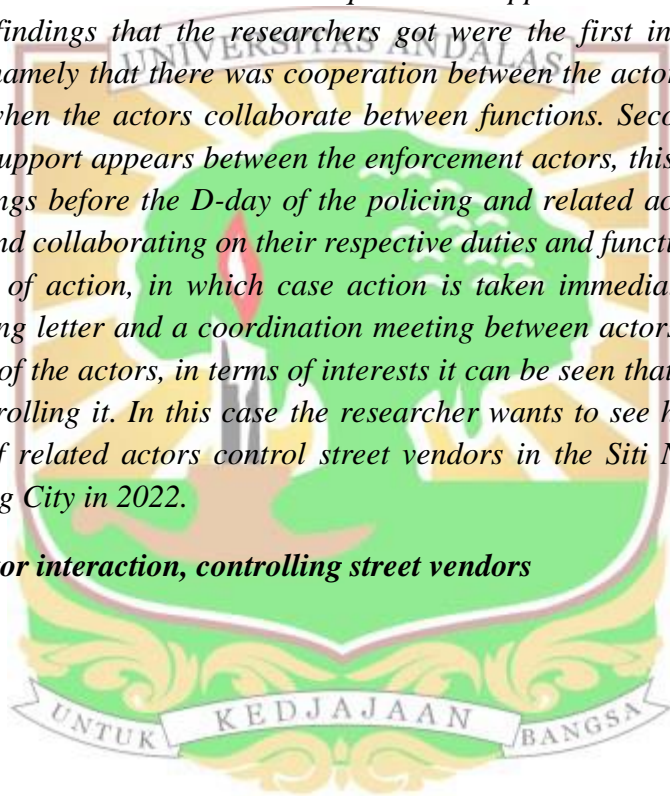 findings that the researchers got were the first in
UNIVERSITAS ANDALAS
namely that there was cooperation between the actor
when the actors collaborate between functions. Seco
support appears between the enforcement actors, this
ngs before the D-day of the policing and related ac
nd collaborating on their respective duties and functi
of action, in which case action is taken immedia
ng letter and a coordination meeting between actors
of the actors, in terms of interests it can be seen that
rolling it. In this case the researcher wants to see h
f related actors control street vendors in the Siti N
g City in 2022.
or interaction, controlling street vendors
UNTUK KEDJAJAAN BANGSA